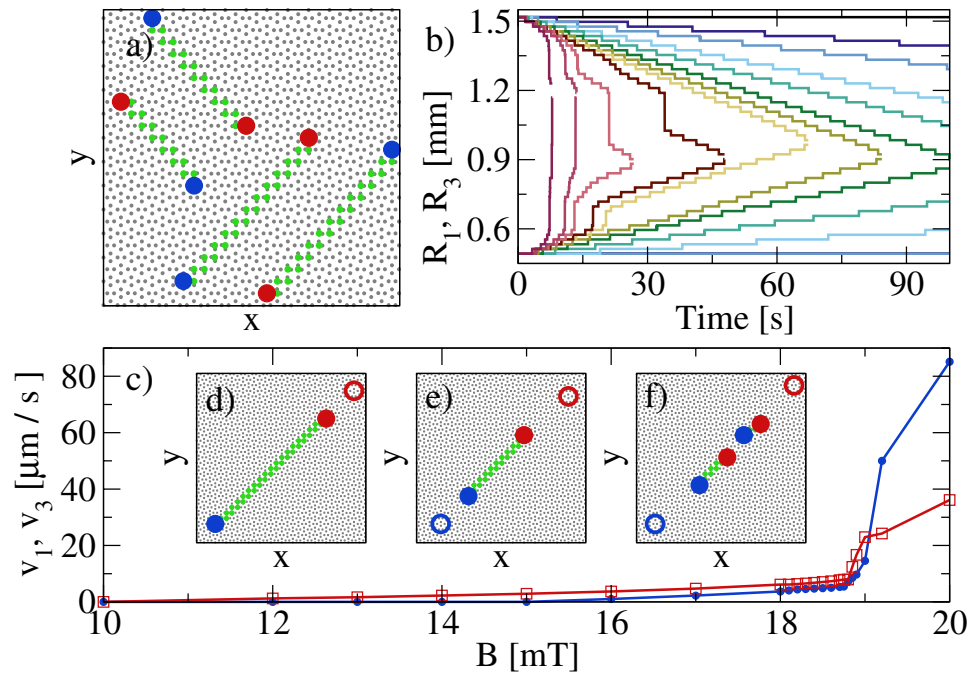 a)
y
x
b)
R₁, R₃ [mm]
1.5
1.2
0.9
0.6
0
30
60
90
Time [s]
c)
v₁, v₃ [µm / s]
80
60
40
20
0
d)
y
x
e)
y
x
f)
y
x
10
12
14
16
18
20
B [mT]